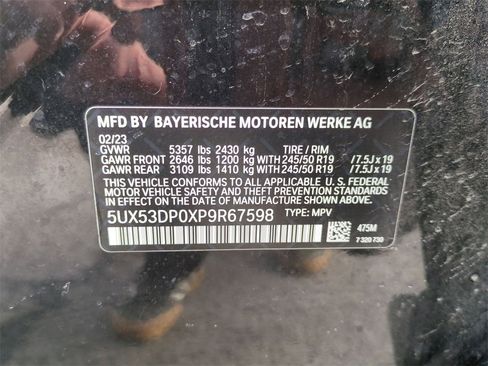 MFD BY BAYERISCHE MOTOREN WERKE AG
02/23
GVWR 5357 lbs 2430 kg TIRE / RIM
GAWR FRONT 2646 lbs 1200 kg WITH 245/50 R19 /7.5J x 19
GAWR REAR 3109 lbs 1410 kg WITH 245/50 R19 /7.5J x 19
THIS VEHICLE CONFORMS TO ALL APPLICABLE U. S. FEDERAL
MOTOR VEHICLE SAFETY AND THEFT PREVENTION STANDARDS
IN EFFECT ON THE DATE OF MANUFACTURE SHOWN ABOVE.
5UX53DP0XP9R67598 TYPE: MPV
475M
7 320 730